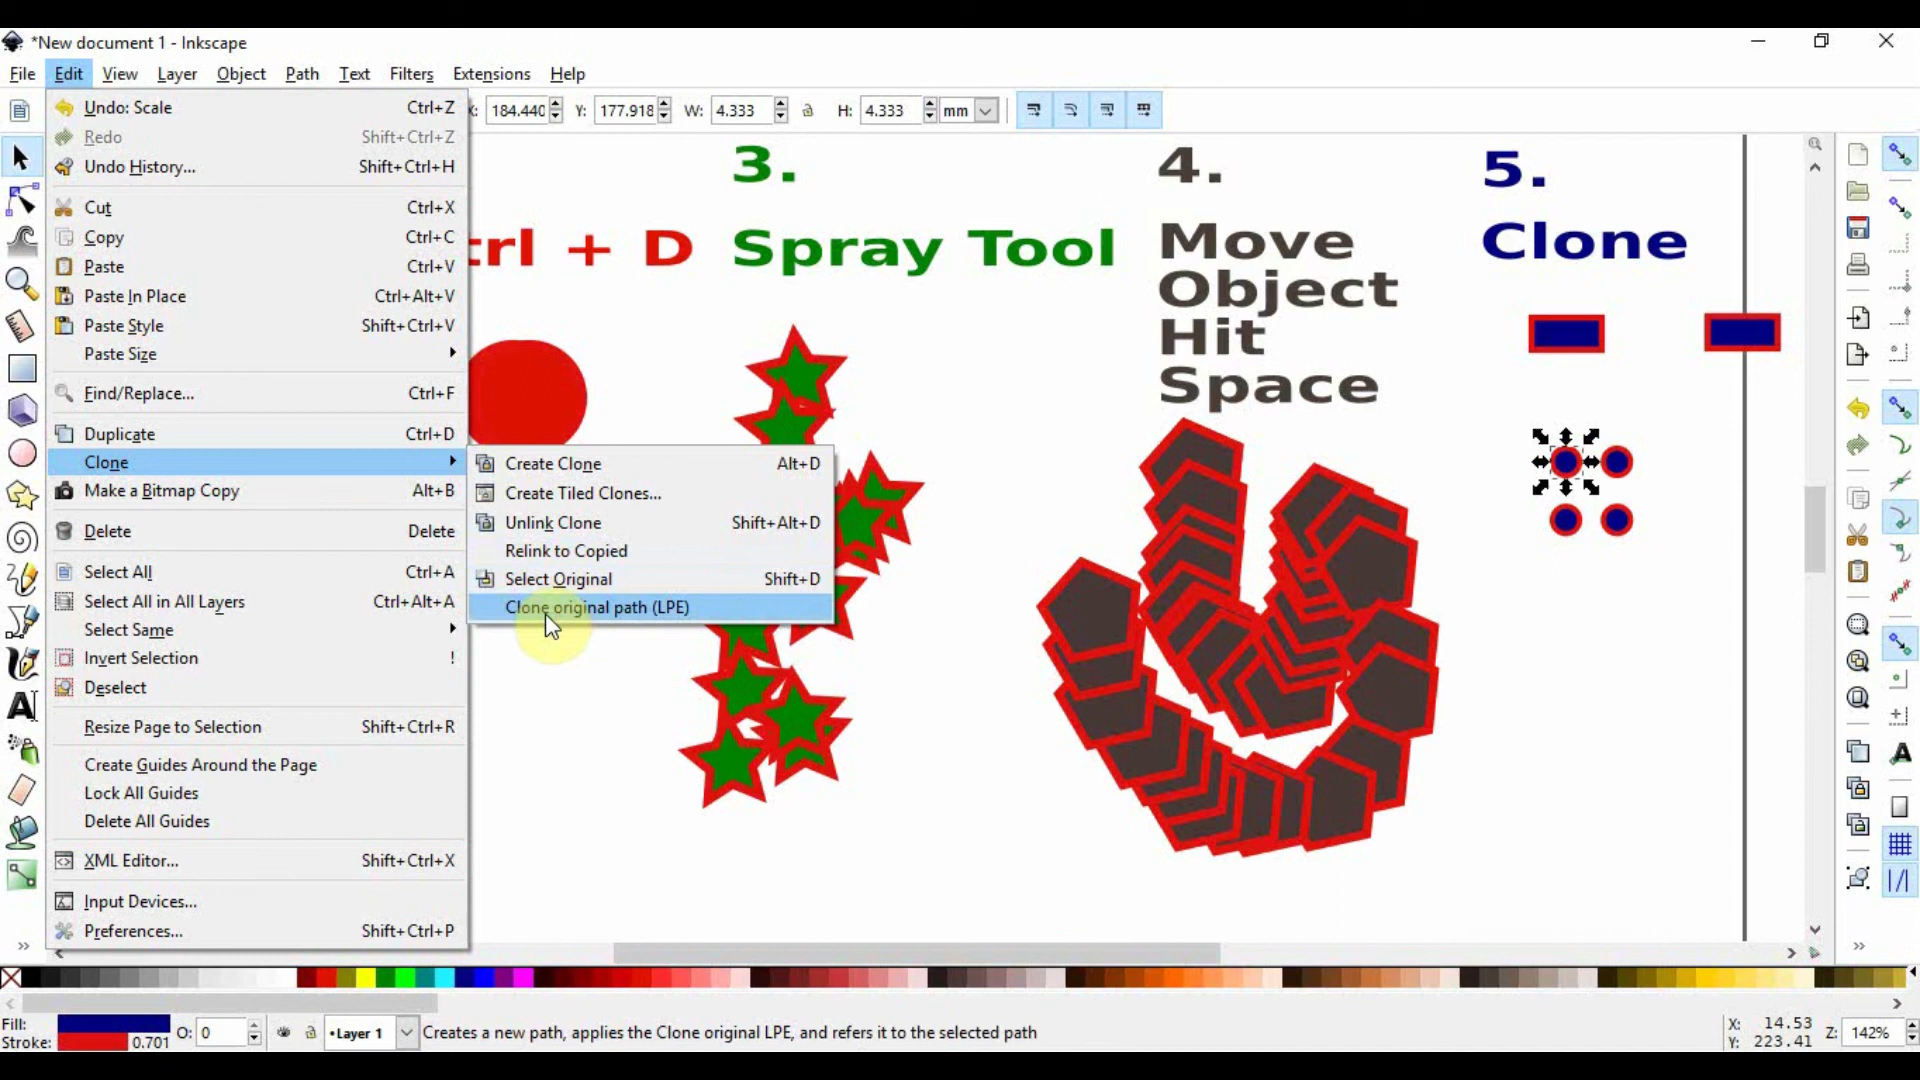 *New document 1 - Inkscape
File Edit View Layer Object Path Text Filters Extensions Help
X: 184.440 Y: 177.918 W: 4.333 H: 4.333 mm
Undo: Scale Ctrl+Z
Redo Shift+Ctrl+Z
Undo History... Shift+Ctrl+H
Cut Ctrl+X
Copy Ctrl+C
Paste Ctrl+V
Paste In Place Ctrl+Alt+V
Paste Style Shift+Ctrl+V
Paste Size
Find/Replace... Ctrl+F
Duplicate Ctrl+D
Clone
Make a Bitmap Copy Alt+B
Delete Delete
Select All Ctrl+A
Select All in All Layers Ctrl+Alt+A
Select Same
Invert Selection !
Deselect
Resize Page to Selection Shift+Ctrl+R
Create Guides Around the Page
Lock All Guides
Delete All Guides
XML Editor... Shift+Ctrl+X
Input Devices...
Preferences... Shift+Ctrl+P
Create Clone Alt+D
Create Tiled Clones...
Unlink Clone Shift+Alt+D
Relink to Copied
Select Original Shift+D
Clone original path (LPE)
trl + D
3.
Spray Tool
4.
Move
Object
Hit
Space
5.
Clone
Fill:
Stroke: 0.701
O: 0
•Layer 1
Creates a new path, applies the Clone original LPE, and refers it to the selected path
X: 14.53
Y: 223.41
Z: 142%